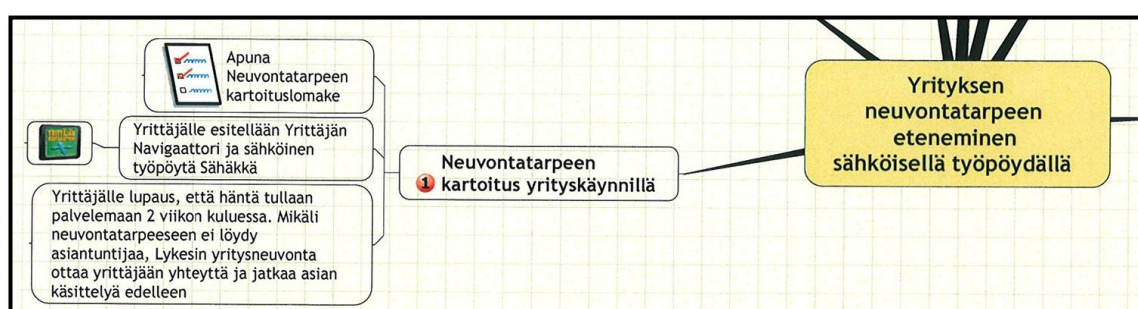 Apuna
Neuvontatarpeen
kartoituslomake
Yrittäjälle esitellään Yrittäjän
Navigaattori ja sähköinen
työpöytä Sähäkkä
Yrittäjälle lupaus, että häntä tullaan
palvelemaan 2 viikon kuluessa. Mikäli
neuvontatarpeeseen ei löydy
asiantuntijaa, Lykesin yritysneuvonta
ottaa yrittäjään yhteyttä ja jatkaa asian
käsittelyä edelleen
Neuvontatarpeen
1 kartoitus yrityskäynnillä
Yrityksen
neuvontatarpeen
eteneminen
sähköisellä työpöydällä